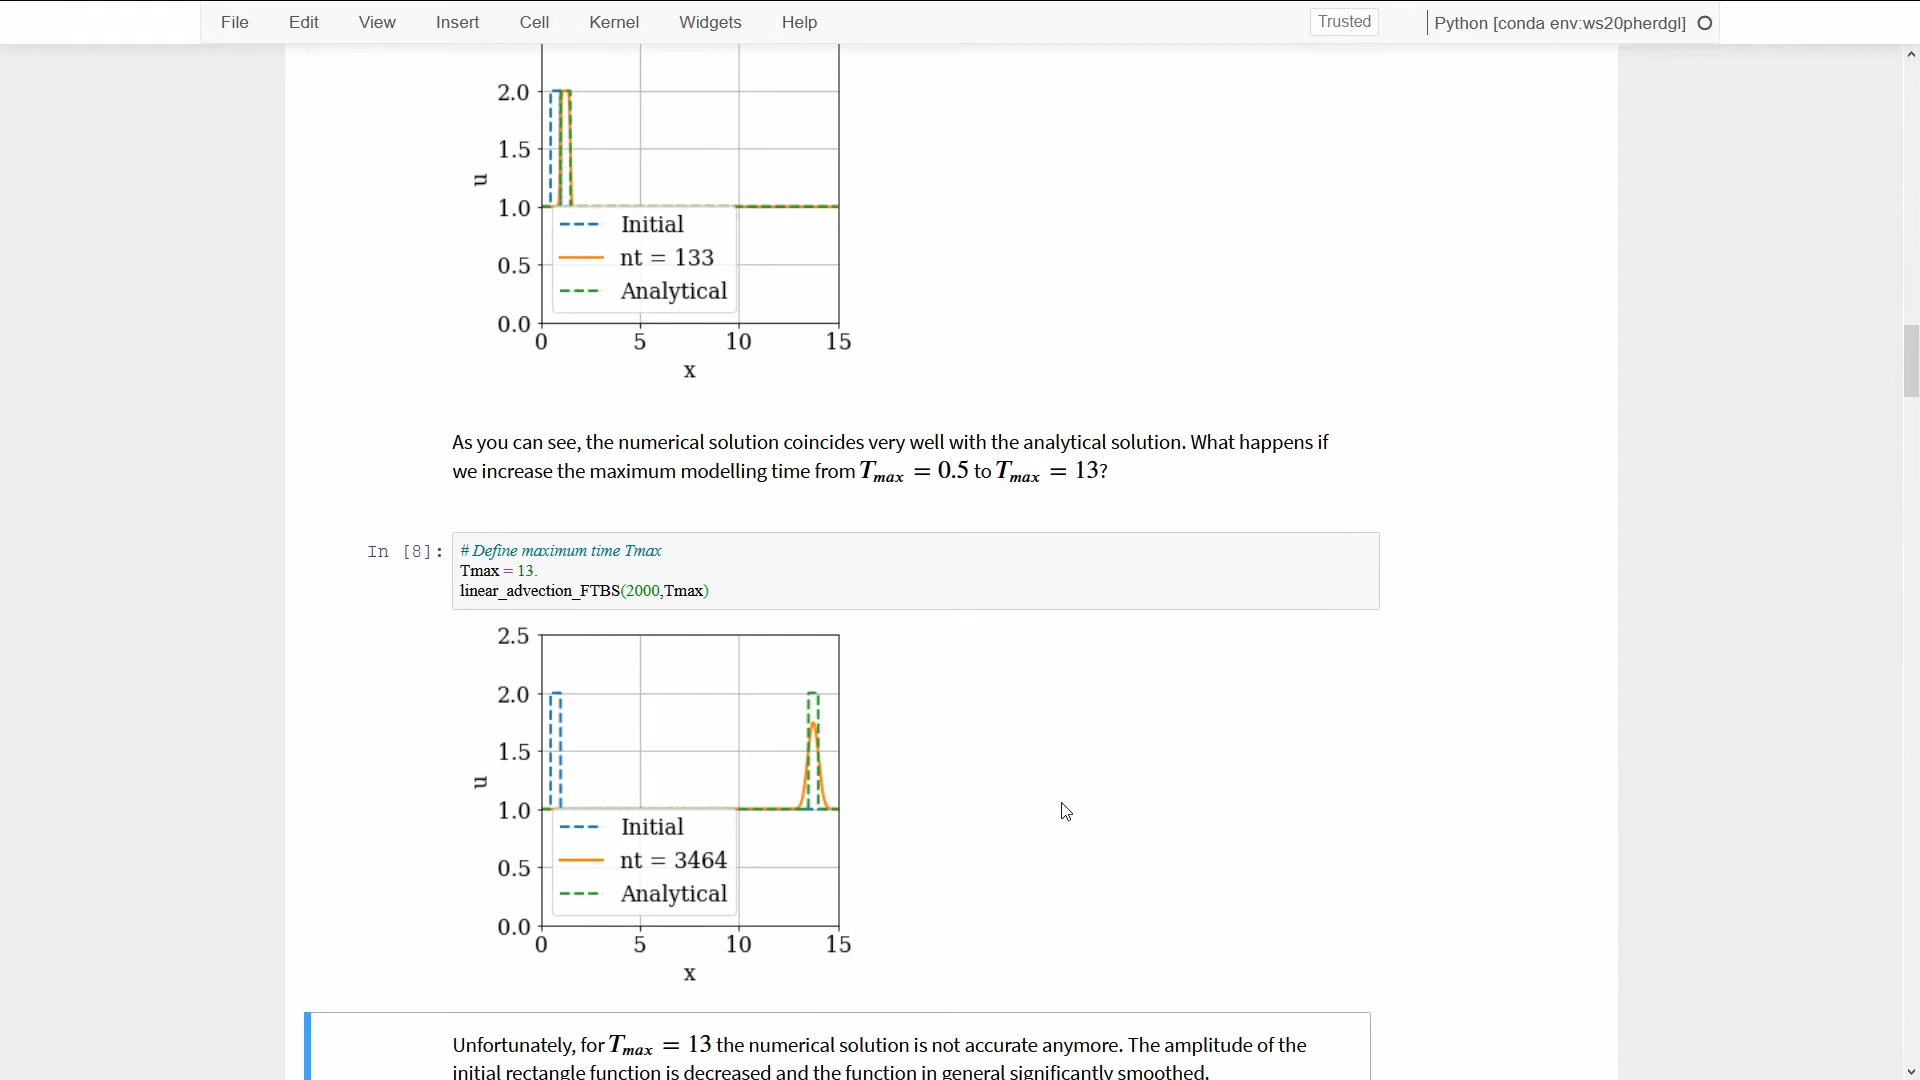 File Edit View Insert Cell Kernel Widgets Help Trusted Python [conda env:ws20pherdgl]
2.0
1.5
u
1.0
Initial
nt = 133
0.5
Analytical
0.0
0 5 10 15
x
As you can see, the numerical solution coincides very well with the analytical solution. What happens if
we increase the maximum modelling time from Tmax = 0.5 to Tmax = 13?
In [8]: # Define maximum time Tmax
Tmax = 13.
linear_advection_FTBS(2000,Tmax)
2.5
2.0
1.5
u
1.0
Initial
nt = 3464
0.5
Analytical
0.0
0 5 10 15
x
Unfortunately, for Tmax = 13 the numerical solution is not accurate anymore. The amplitude of the
initial rectangle function is decreased and the function in general significantly smoothed.